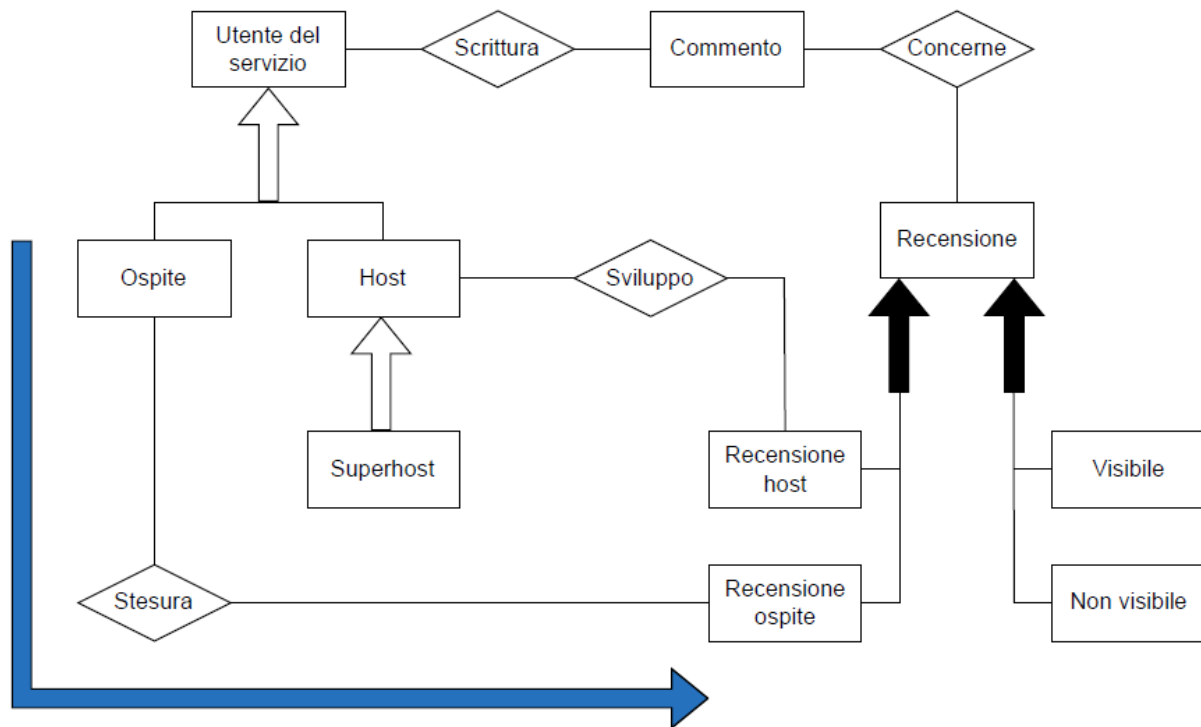 Utente del
servizio
Scrittura
Commento
Concerne
Recensione
Ospite
Host
Sviluppo
Superhost
Recensione
host
Visibile
Stesura
Recensione
ospite
Non visibile